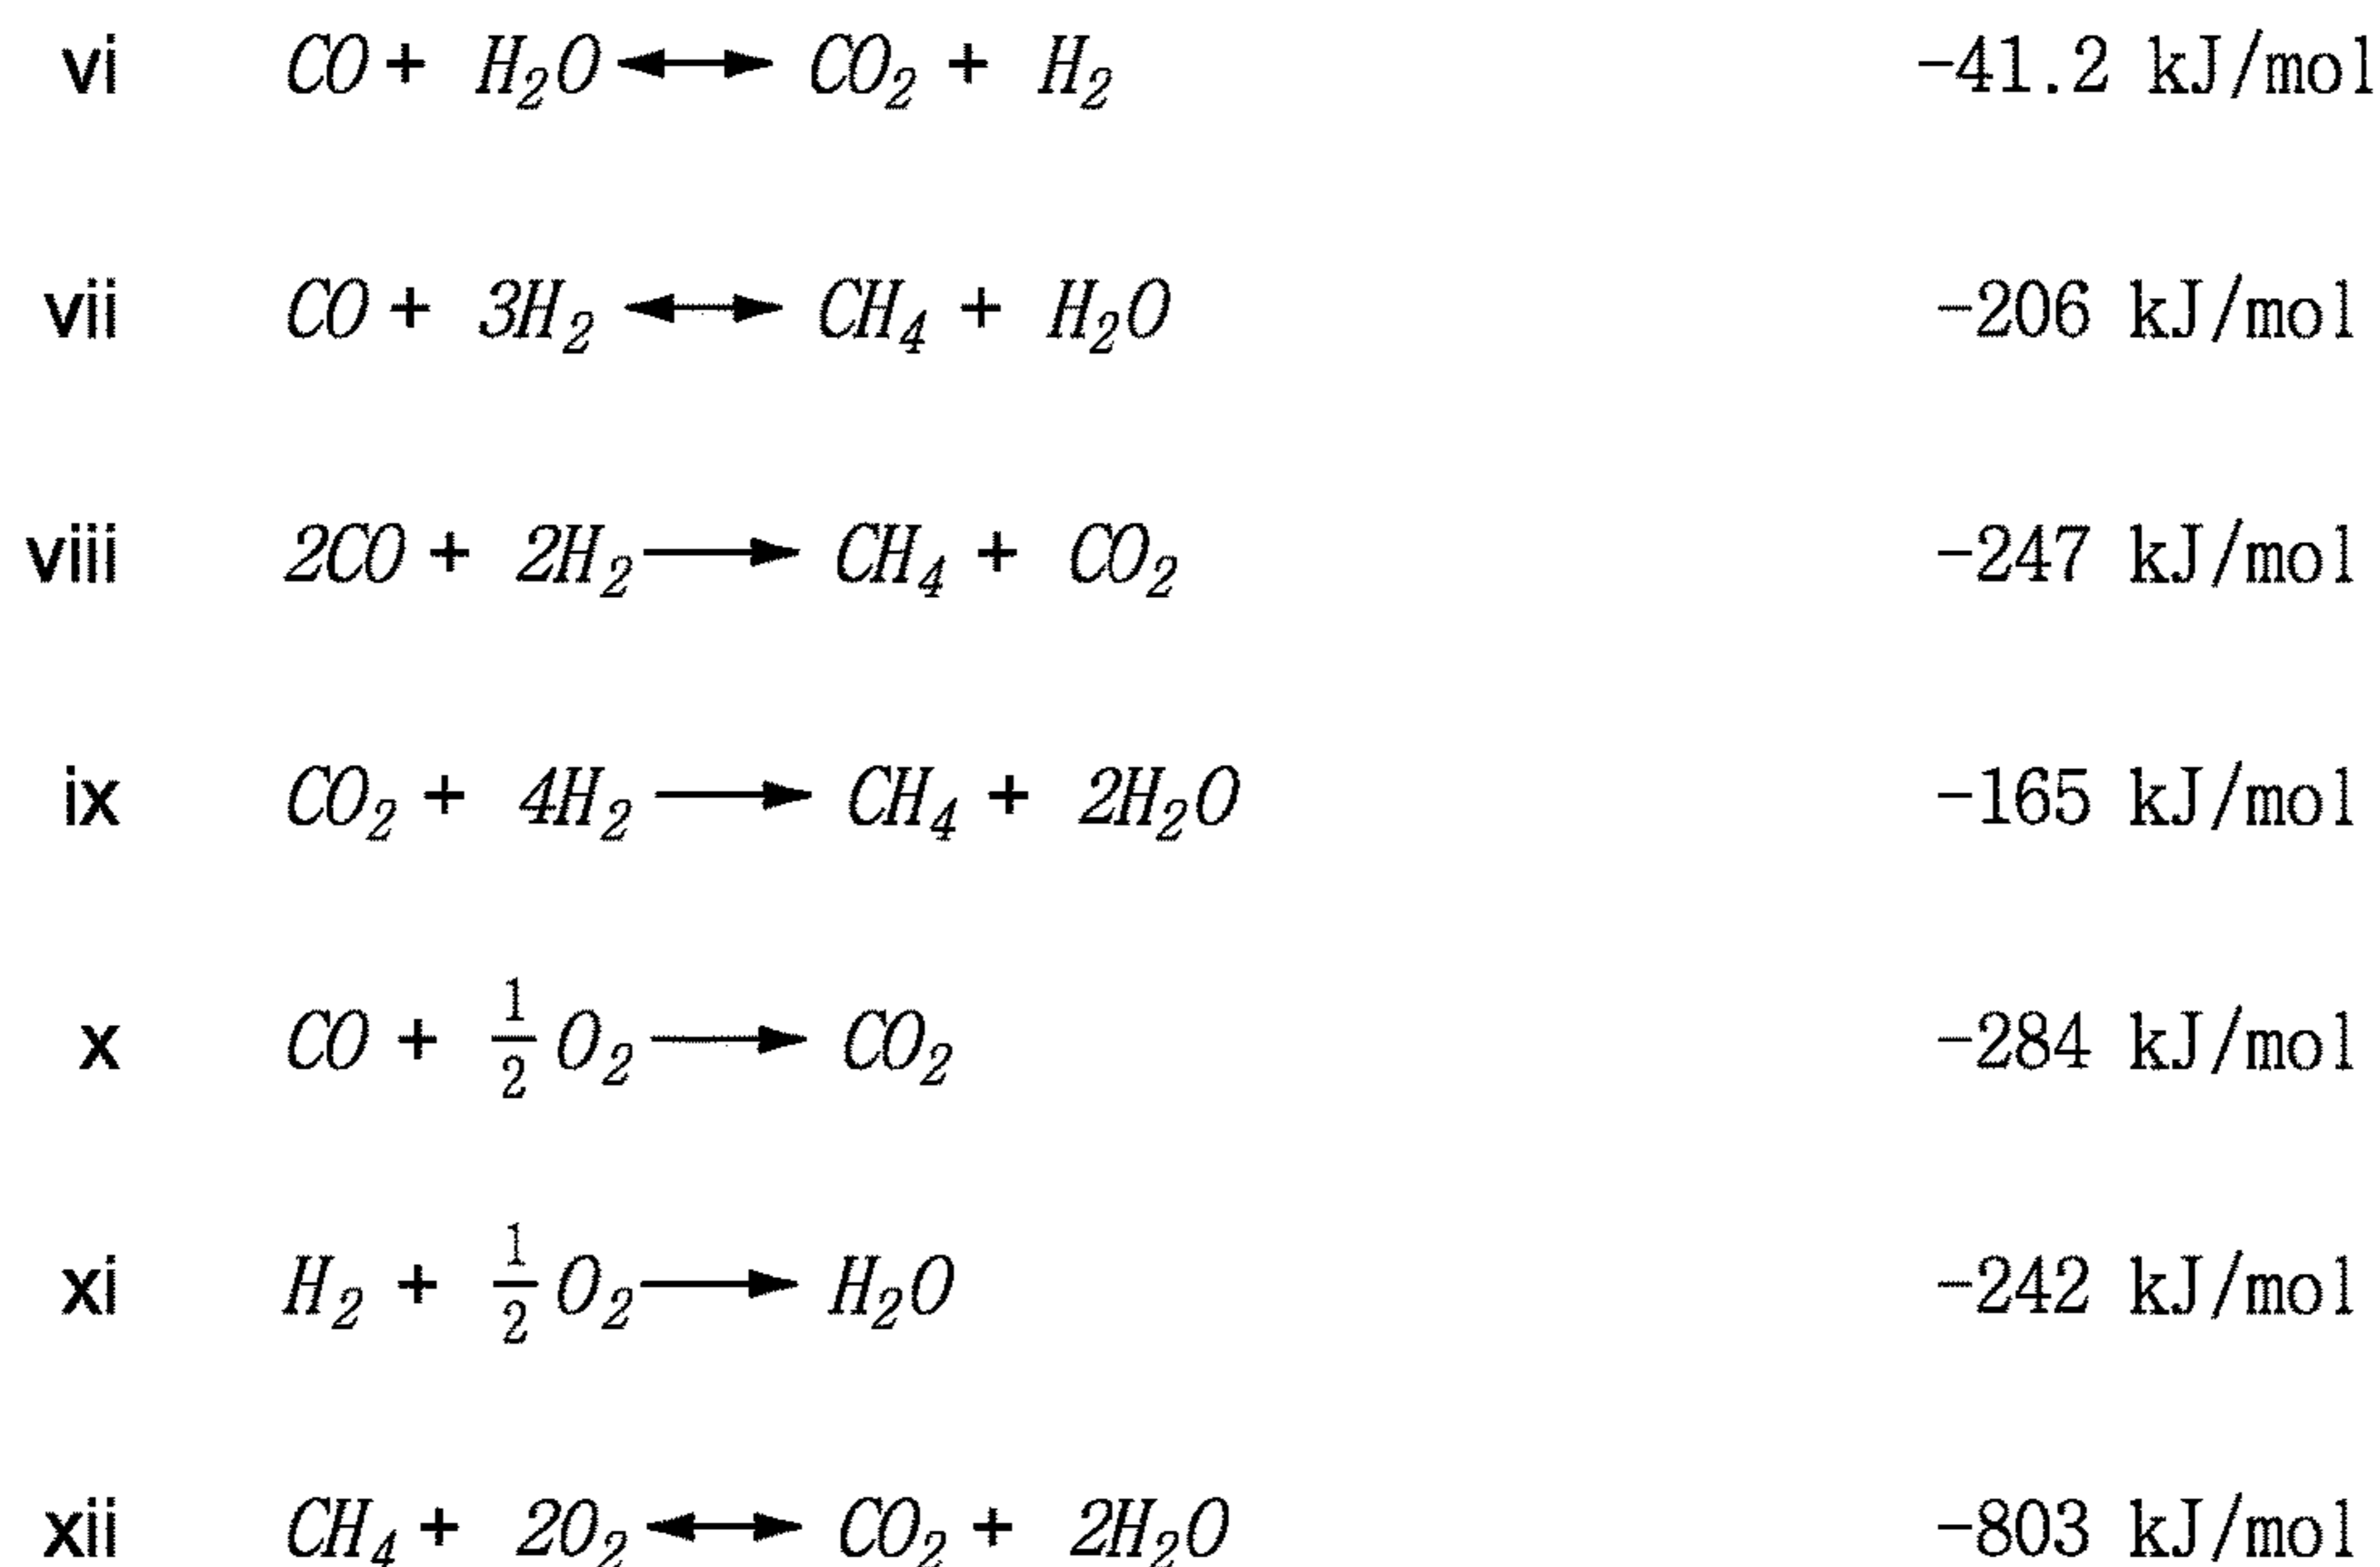 vi CO + H₂O ↔ CO₂ + H₂ -41.2 kJ/mol
vii CO + 3H₂ ↔ CH₄ + H₂O -206 kJ/mol
viii 2CO + 2H₂ → CH₄ + CO₂ -247 kJ/mol
ix CO₂ + 4H₂ → CH₄ + 2H₂O -165 kJ/mol
x CO + 1/2 O₂ → CO₂ -284 kJ/mol
xi H₂ + 1/2 O₂ → H₂O -242 kJ/mol
xii CH₄ + 2O₂ ↔ CO₂ + 2H₂O -803 kJ/mol